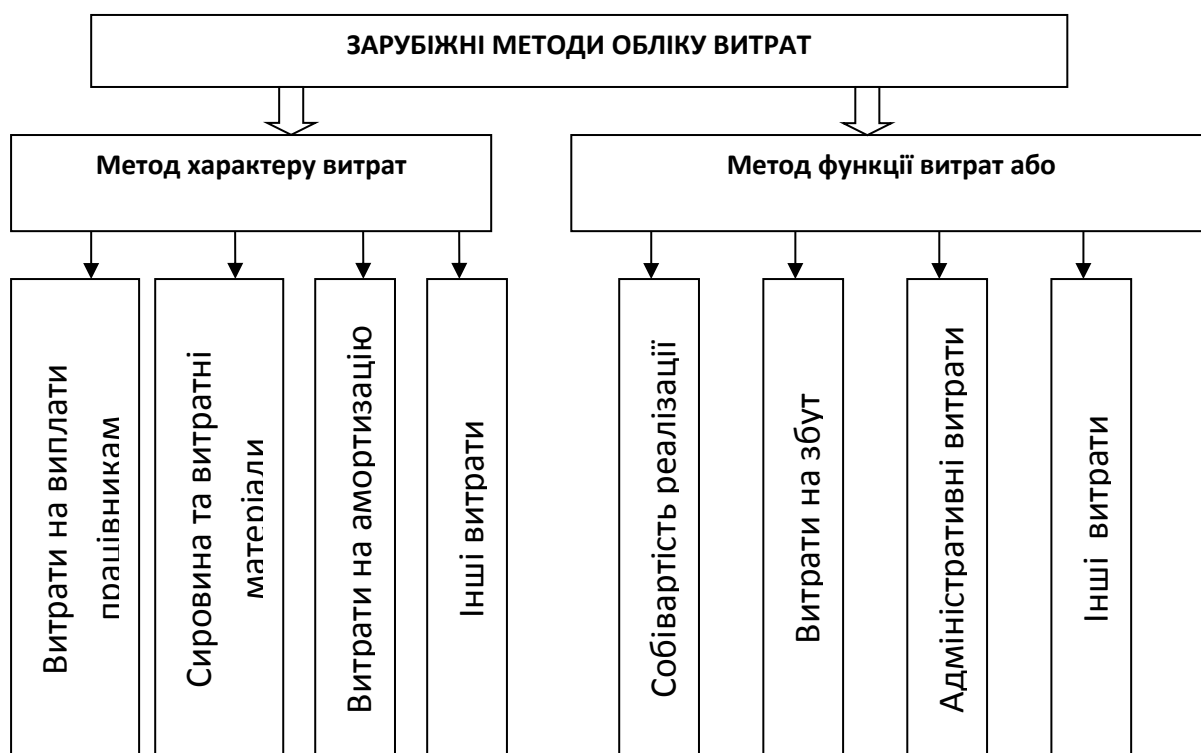 ЗАРУБІЖНІ МЕТОДИ ОБЛІКУ ВИТРАТ
Метод характеру витрат
Метод функції витрат або
Витрати на виплати
працівникам
Сировина та витратні
матеріали
Витрати на амортизацію
Інші витрати
Собівартість реалізації
Витрати на збут
Адміністративні витрати
Інші витрати